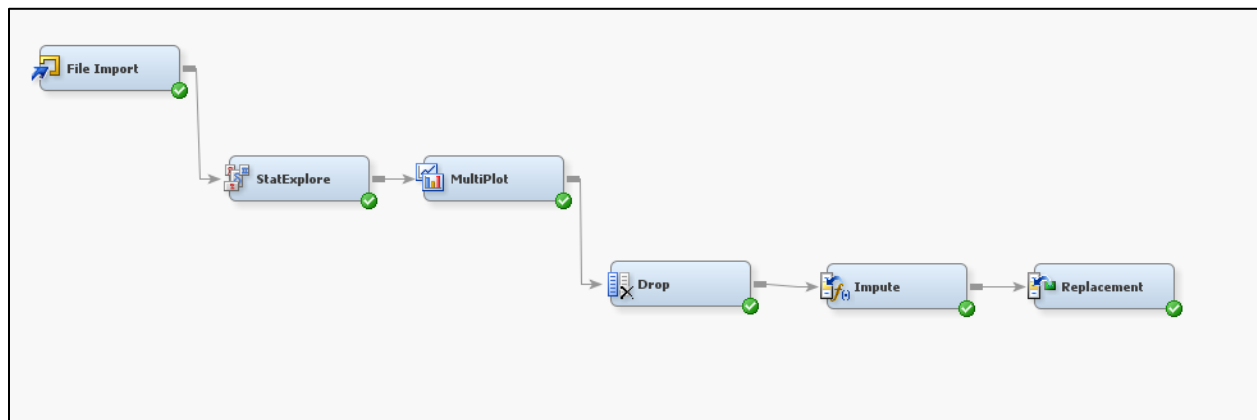 File Import
StatExplore
MultiPlot
Drop
Impute
Replacement